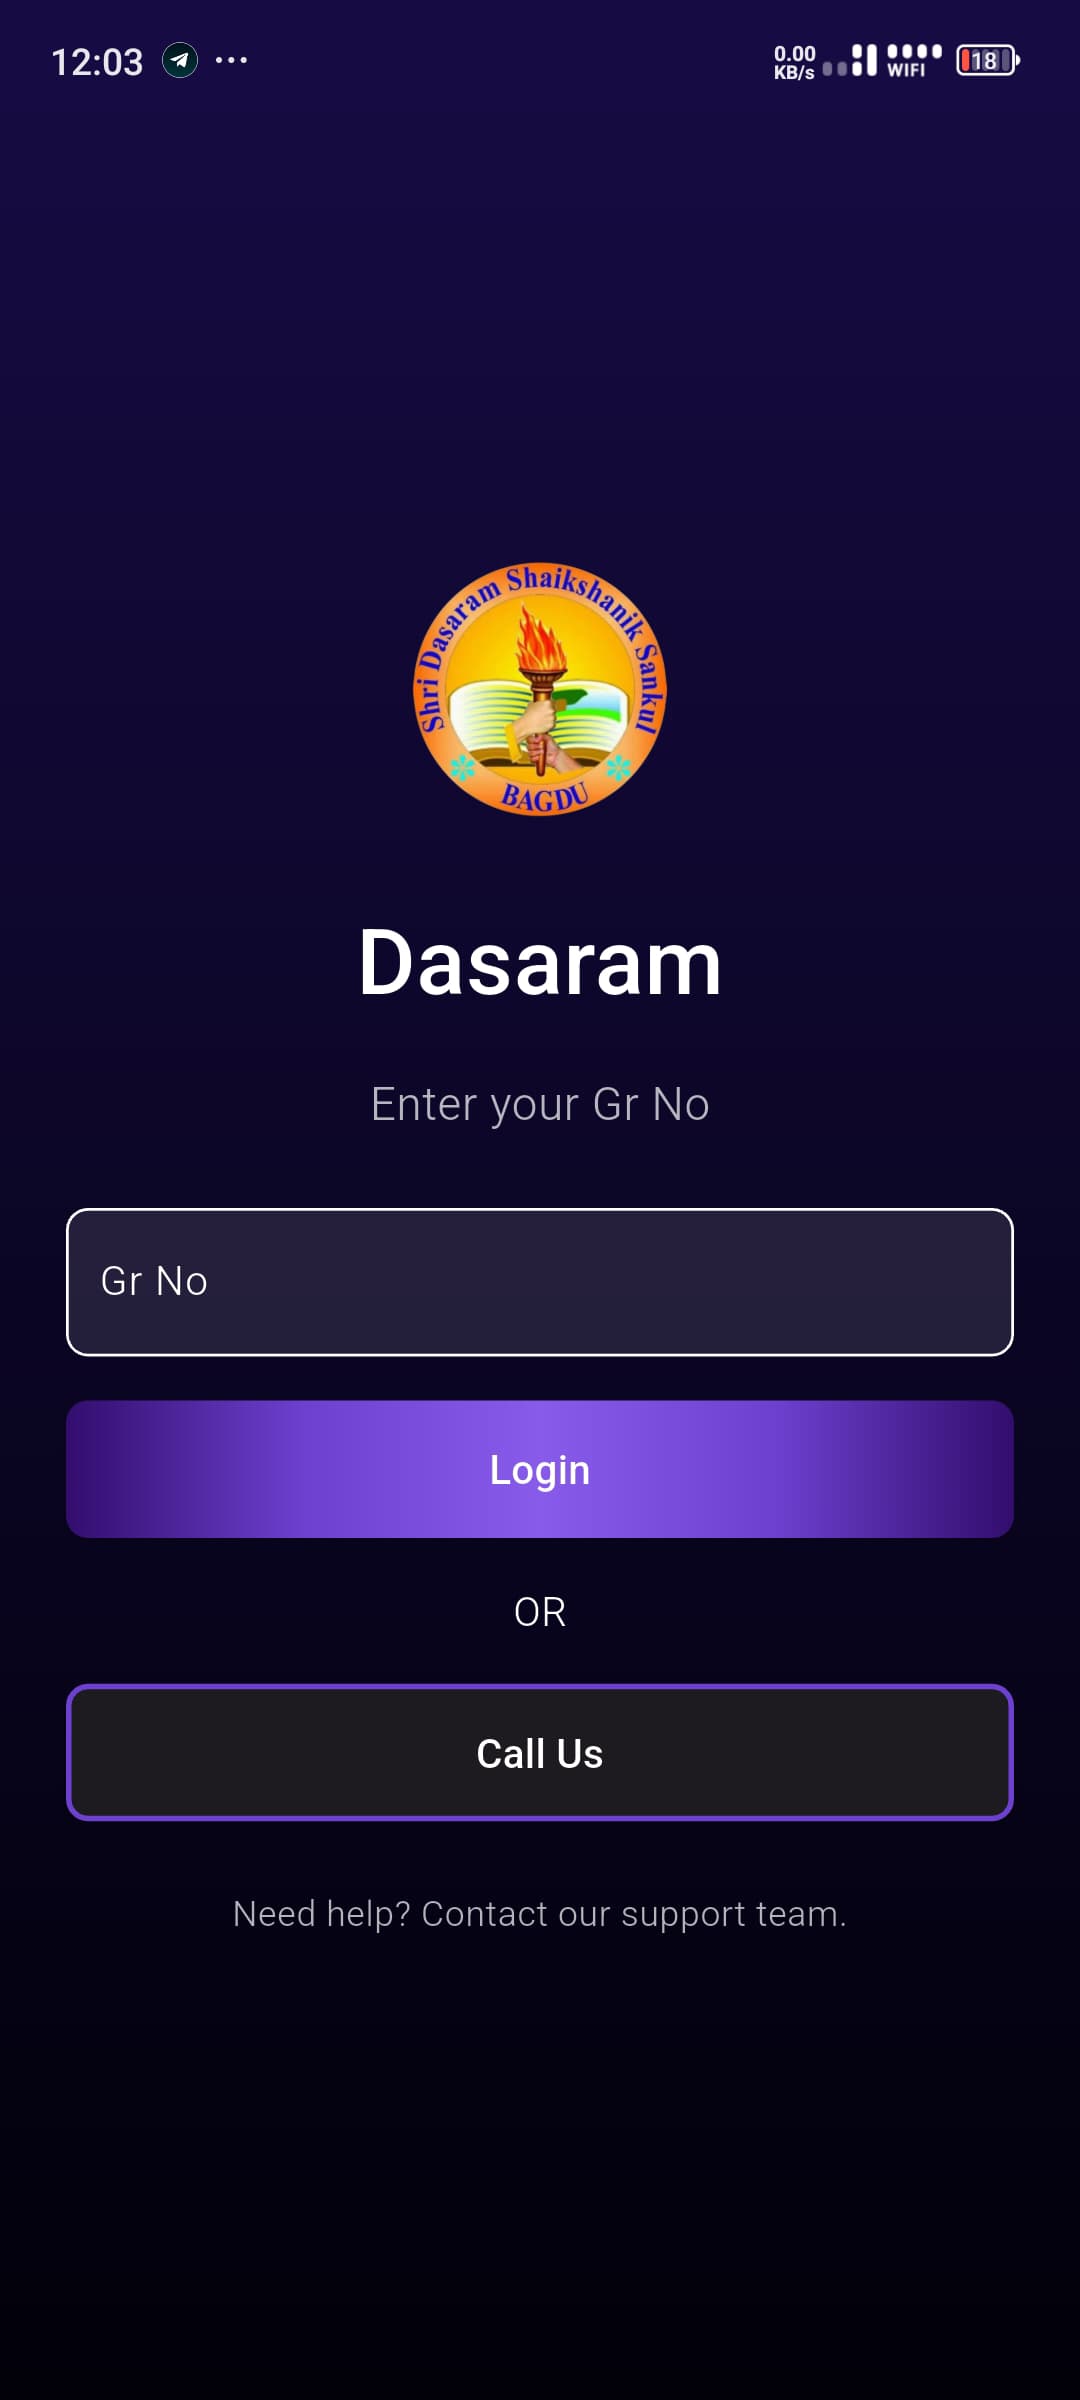 12:03 ...
0.00
KB/s
WIFI
18
Shri Dasaram Shaikshanik Sankul
BAGDU
Dasaram
Enter your Gr No
Gr No
Login
OR
Call Us
Need help? Contact our support team.